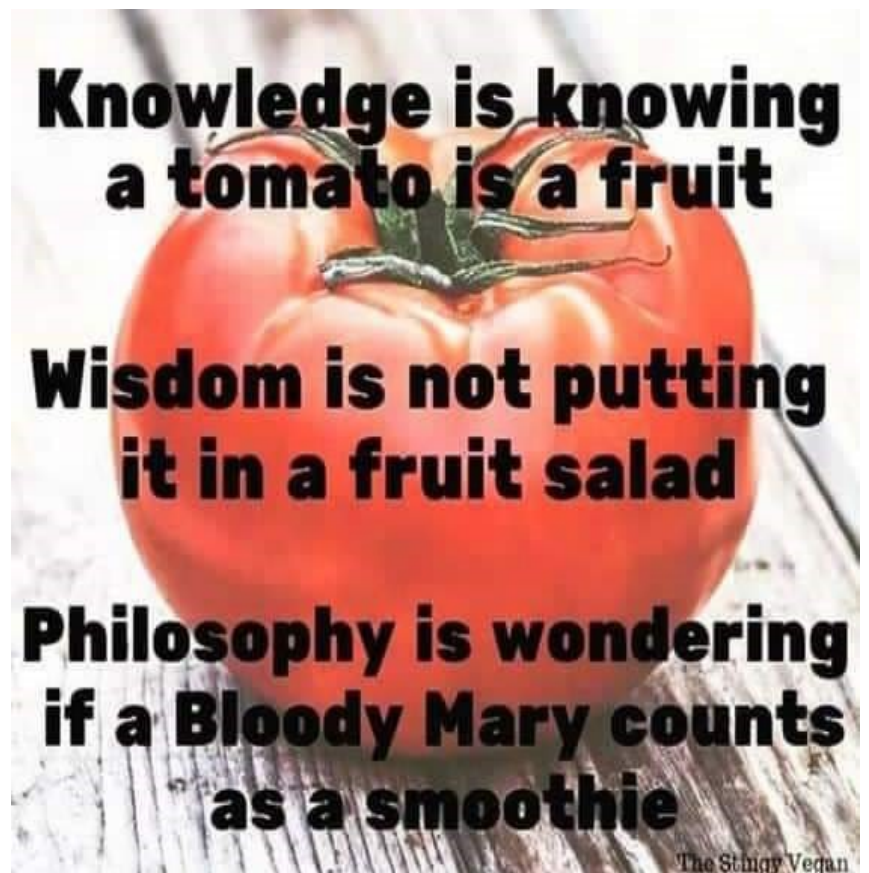 Knowledge is knowing
a tomato is a fruit
Wisdom is not putting
it in a fruit salad
Philosophy is wondering
if a Bloody Mary counts
as a smoothie
The Stingy Vegan